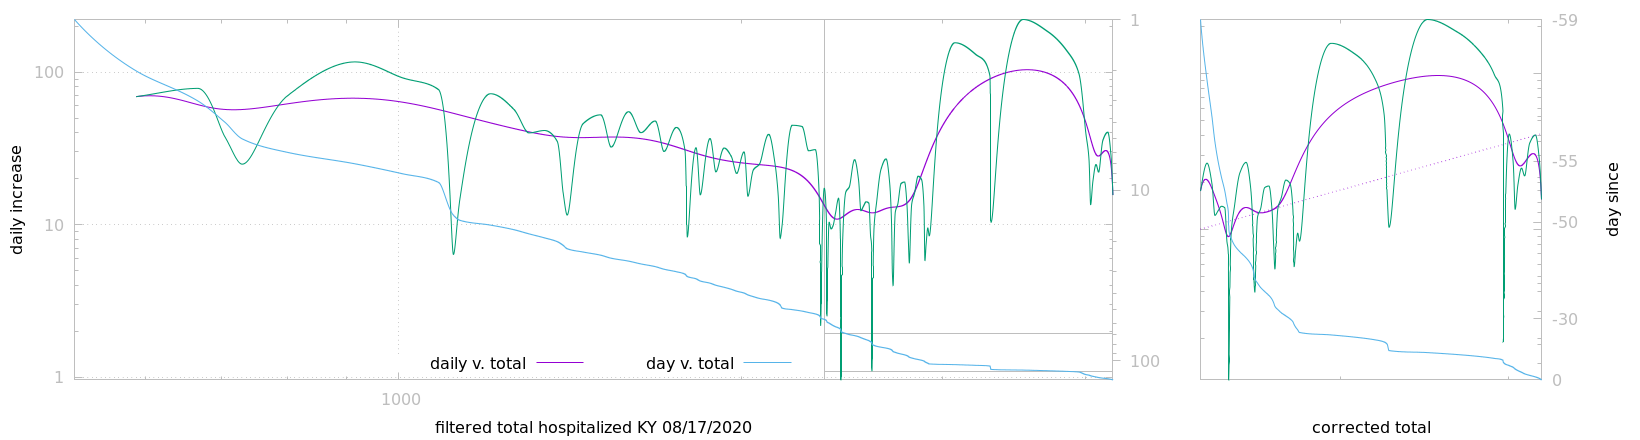 daily increase
100
10
1
1000
1
10
100
daily v. total
day v. total
filtered total hospitalized KY 08/17/2020
-59
-55
-50
-30
0
day since
corrected total